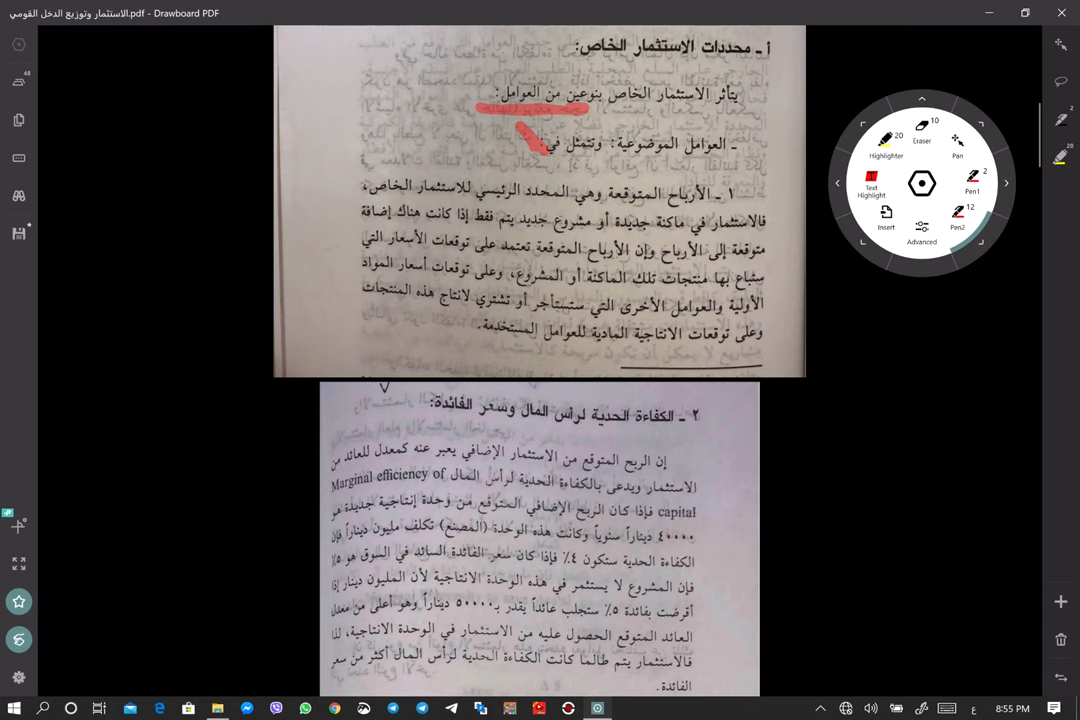 الاستثمار وتوزيع الدخل القومي.pdf - Drawboard PDF
أ ـ محددات الاستثمار الخاص:
يتأثر الاستثمار الخاص بنوعين من العوامل:
ـ العوامل الموضوعية: وتتمثل في:
١ ـ الأرباح المتوقعة وهي المحدد الرئيسي للاستثمار الخاص،
فالاستثمار في ماكنة جديدة أو مشروع جديد يتم فقط إذا كانت هناك إضافة
متوقعة إلى الأرباح وإن الأرباح المتوقعة تعتمد على توقعات الأسعار التي
ستباع بها منتجات تلك الماكنة أو المشروع، وعلى توقعات أسعار المواد
الأولية والعوامل الأخرى التي ستستأجر أو تشتري لانتاج هذه المنتجات
وعلى توقعات الانتاجية المادية للعوامل المستخدمة.
٢ ـ الكفاءة الحدية لرأس المال وسعر الفائدة:
إن الربح المتوقع من الاستثمار الإضافي يعبر عنه كمعدل للعائد من
الاستثمار ويدعى بالكفاءة الحدية لرأس المال Marginal efficiency of
capital فإذا كان الربح الإضافي المتوقع من وحدة إنتاجية جديدة هو
٤٠٠٠٠ ديناراً سنوياً وكانت هذه الوحدة (المصنع) تكلف مليون ديناراً فإن
الكفاءة الحدية ستكون ٤٪ فإذا كان سعر الفائدة السائد في السوق هو ٥٪
فإن المشروع لا يستثمر في هذه الوحدة الانتاجية لأن المليون دينار إذا
أقرضت بفائدة ٥٪ ستجلب عائداً يقدر بـ ٥٠٠٠٠ ديناراً وهو أعلى من معدل
العائد المتوقع الحصول عليه من الاستثمار في الوحدة الانتاجية، لذا
فالاستثمار يتم طالما كانت الكفاءة الحدية لرأس المال أكثر من سعر
الفائدة.
48
10
Eraser
20
Highlighter
Pan
Text Highlight
2
Pen1
Insert
12
Pen2
Advanced
2
20
ع
8:55 PM